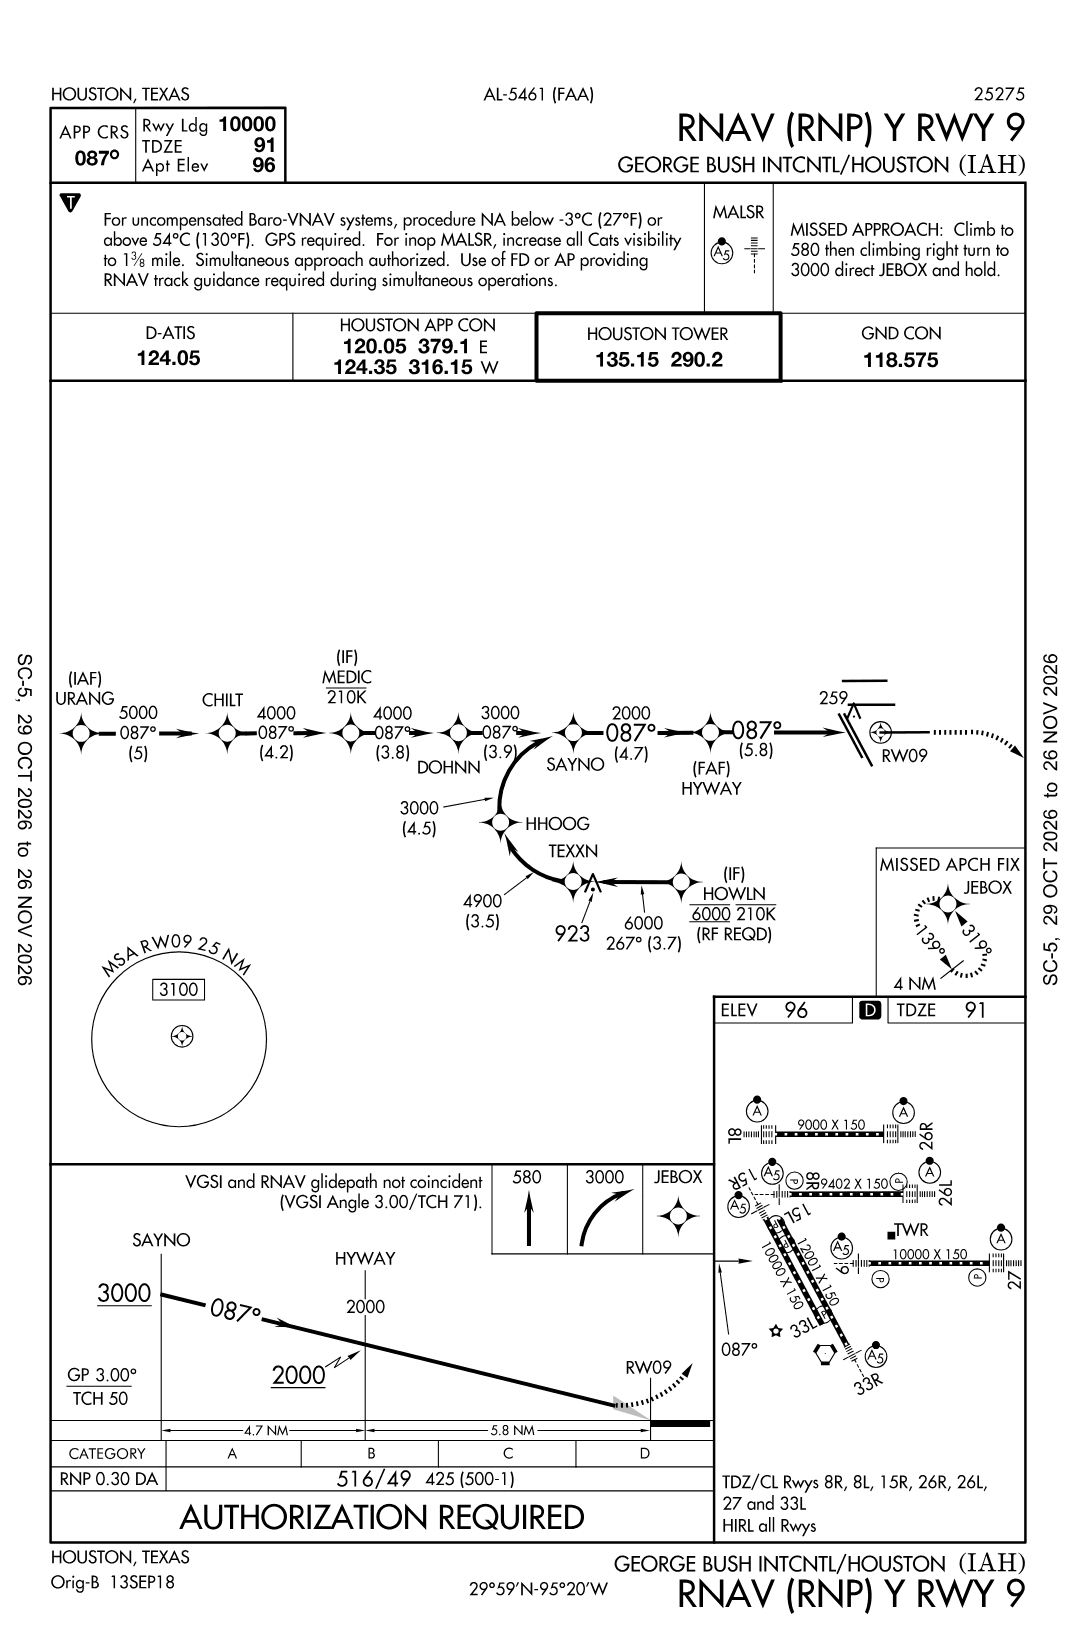 HOUSTON, TEXAS
AL-5461 (FAA)
25275
APP CRS
087°
Rwy Ldg 10000
TDZE 91
Apt Elev 96
RNAV (RNP) Y RWY 9
GEORGE BUSH INTCNTL/HOUSTON (IAH)
T
For uncompensated Baro-VNAV systems, procedure NA below -3°C (27°F) or
above 54°C (130°F). GPS required. For inop MALSR, increase all Cats visibility
to 1⅜ mile. Simultaneous approach authorized. Use of FD or AP providing
RNAV track guidance required during simultaneous operations.
MALSR
A5
MISSED APPROACH: Climb to
580 then climbing right turn to
3000 direct JEBOX and hold.
D-ATIS
124.05
HOUSTON APP CON
120.05 379.1 E
124.35 316.15 W
HOUSTON TOWER
135.15 290.2
GND CON
118.575
SC-5, 29 OCT 2026 to 26 NOV 2026
SC-5, 29 OCT 2026 to 26 NOV 2026
(IAF)
URANG
5000
087°
(5)
CHILT
4000
087°
(4.2)
(IF)
MEDIC
210K
4000
087°
(3.8)
DOHNN
3000
087°
(3.9)
SAYNO
2000
087°
(4.7)
(FAF)
HYWAY
087°
(5.8)
259
RW09
3000
(4.5)
HHOOG
TEXXN
4900
(3.5)
923
6000
267° (3.7)
(IF)
HOWLN
6000 210K
(RF REQD)
MISSED APCH FIX
JEBOX
139°
319°
4 NM
MSA RW09 25 NM
3100
ELEV 96
D
TDZE 91
A
A
8L
9000 X 150
26R
15R
A5
P
8R
9402 X 150
P
A
26L
A5
15L
TWR
A5
A
9
10000 X 150
P
P
27
10000 X 150
12001 X 150
33L
087°
A5
33R
TDZ/CL Rwys 8R, 8L, 15R, 26R, 26L,
27 and 33L
HIRL all Rwys
VGSI and RNAV glidepath not coincident
(VGSI Angle 3.00/TCH 71).
580
3000
JEBOX
SAYNO
HYWAY
3000
087°
2000
2000
RW09
GP 3.00°
TCH 50
4.7 NM
5.8 NM
CATEGORY A B C D
RNP 0.30 DA 516/49 425 (500-1)
AUTHORIZATION REQUIRED
HOUSTON, TEXAS
Orig-B 13SEP18
29°59'N-95°20'W
GEORGE BUSH INTCNTL/HOUSTON (IAH)
RNAV (RNP) Y RWY 9